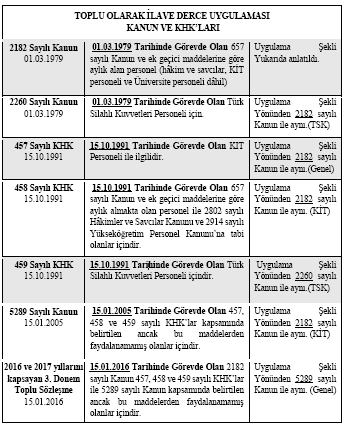 TOPLU OLARAK İLAVE DERCE UYGULAMASI
KANUN VE KHK'LARI
2182 Sayılı Kanun
01.03.1979
01.03.1979 Tarihinde Görevde Olan 657
sayılı Kanun ve ek geçici maddelerine göre
aylık alan personel (hâkim ve savcılar, KİT
personeli ve Üniversite personeli dâhil)
Uygulama Şekli
Yukarıda anlatıldı.
2260 Sayılı Kanun
01.03.1979
01.03.1979 Tarihinde Görevde Olan Türk
Silahlı Kuvvetleri Personeli için.
Uygulama Şekli
Yönünden 2182 sayılı
Kanun ile aynı.(TSK)
457 Sayılı KHK
15.10.1991
15.10.1991 Tarihinde Görevde Olan KIT
Personeli ile ilgilidir.
Uygulama Şekli
Yönünden 2182 sayılı
Kanun ile aynı.(Genel)
458 Sayılı KHK
15.10.1991
15.10.1991 Tarihinde Görevde Olan 657
sayılı Kanun ve ek geçici maddelerine göre
aylık almakta olan personel ile 2802 sayılı
Hâkimler ve Savcılar Kanunu ve 2914 sayılı
Yükseköğretim Personel Kanunu'na tabi
olanlar içindir.
Uygulama Şekli
Yönünden 2182 sayılı
Kanun ile aynı. (KİT)
459 Sayılı KHK
15.10.1991
15.10.1991 Tarihinde Görevde Olan Türk
Silahlı Kuvvetleri Personeli içindir.
Uygulama Şekli
Yönünden 2260 sayılı
Kanun ile aynı.(TSK)
5289 Sayılı Kanun
15.01.2005
15.01.2005 Tarihinde Görevde Olan 457,
458 ve 459 sayılı KHK'lar kapsamında
belirtilen ancak bu maddelerden
faydalanamamış olanlar içindir.
Uygulama Şekli
Yönünden 2182 sayılı
Kanun ile aynı. (KİT)
2016 ve 2017 yıllarını
kapsayan 3. Donem
Toplu Sözleşme
15.01.2016
15.01.2016 Tarihinde Görevde Olan 2182
sayılı Kanun 457, 458 ve 459 sayılı KHK'lar
ile 5289 sayılı Kanun kapsamında belirtilen
ancak bu maddelerden faydalanamamış
olanlar içindir.
Uygulama Şekli
Yönünden 5289 sayılı
Kanun ile aynı. (Genel)